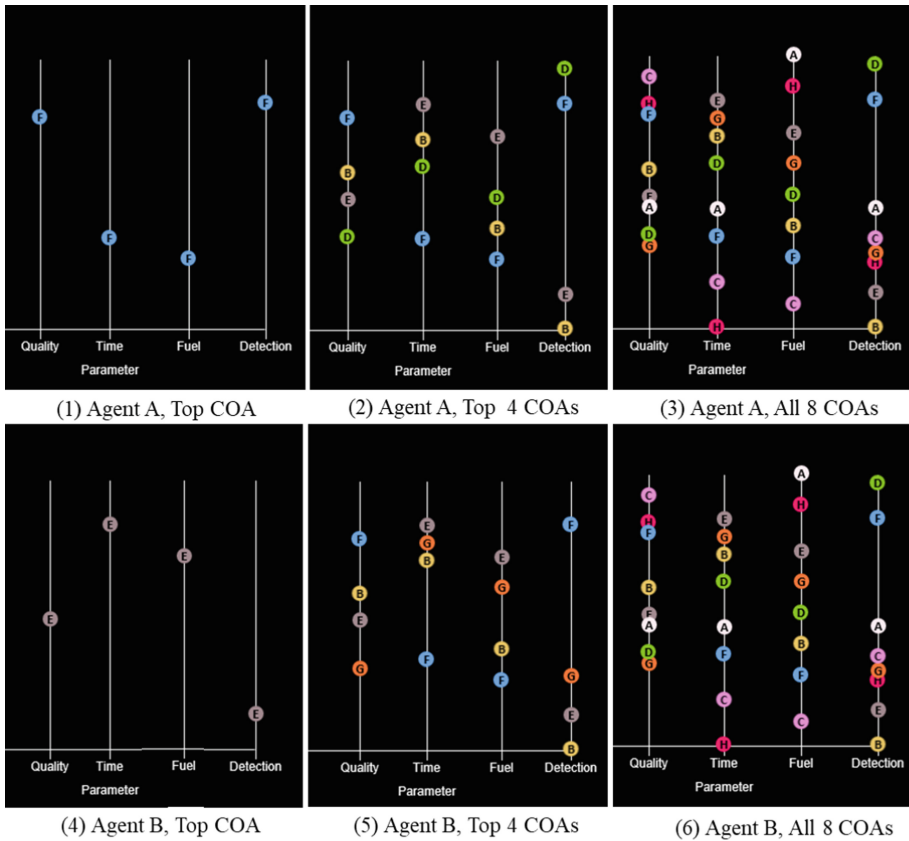 F
F
F
F
Quality Time Fuel Detection
Parameter
(1) Agent A, Top COA
F
B
E
D
E
B
D
F
E
D
B
F
D
F
E
B
Quality Time Fuel Detection
Parameter
(2) Agent A, Top 4 COAs
C
H
F
B
E
A
D
G
E
G
B
D
A
F
C
H
A
H
E
G
D
B
F
C
D
F
A
C
G
H
E
B
Quality Time Fuel Detection
Parameter
(3) Agent A, All 8 COAs
E
E
E
E
Quality Time Fuel Detection
Parameter
(4) Agent B, Top COA
F
B
E
G
E
G
B
F
E
G
B
F
F
G
E
B
Quality Time Fuel Detection
Parameter
(5) Agent B, Top 4 COAs
C
H
F
B
E
A
D
G
E
G
B
D
A
F
C
H
A
H
E
G
D
B
F
C
D
F
A
C
G
H
E
B
Quality Time Fuel Detection
Parameter
(6) Agent B, All 8 COAs